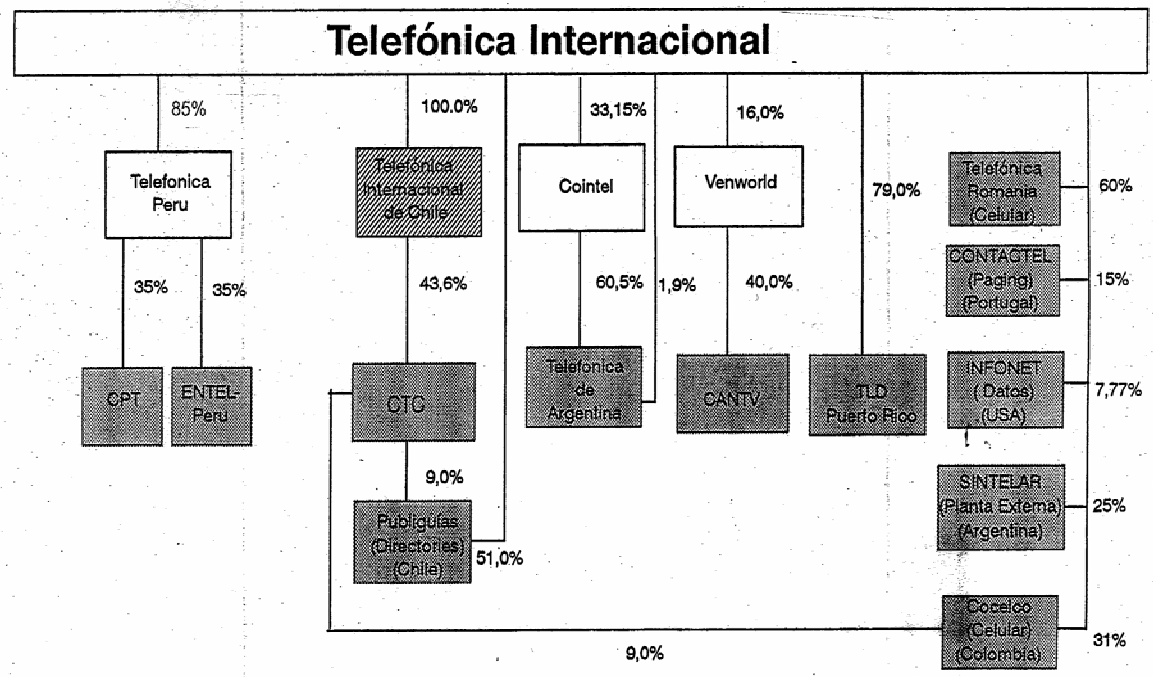 Telefónica Internacional
85%
100.0%
33,15%
16,0%
Telefonica
Peru
Telefónica
Internacional
de Chile
Cointel
Venworld
79,0%
Telefónica
Romania
(Celular)
60%
35%
35%
43,6%
60,5%
1,9%
40,0%
CONTACTEL
(Paging)
(Portugal)
15%
CPT
ENTEL-
Peru
CTC
Telefonica
de
Argentina
CANTV
TLD
Puerto Rico
INFONET
( Datos)
(USA)
7,77%
9,0%
Publiguías
(Directories)
(Chile)
51,0%
SINTELAR
(Planta Externa)
(Argentina)
25%
Cocelco
(Celular)
(Colombia)
31%
9,0%